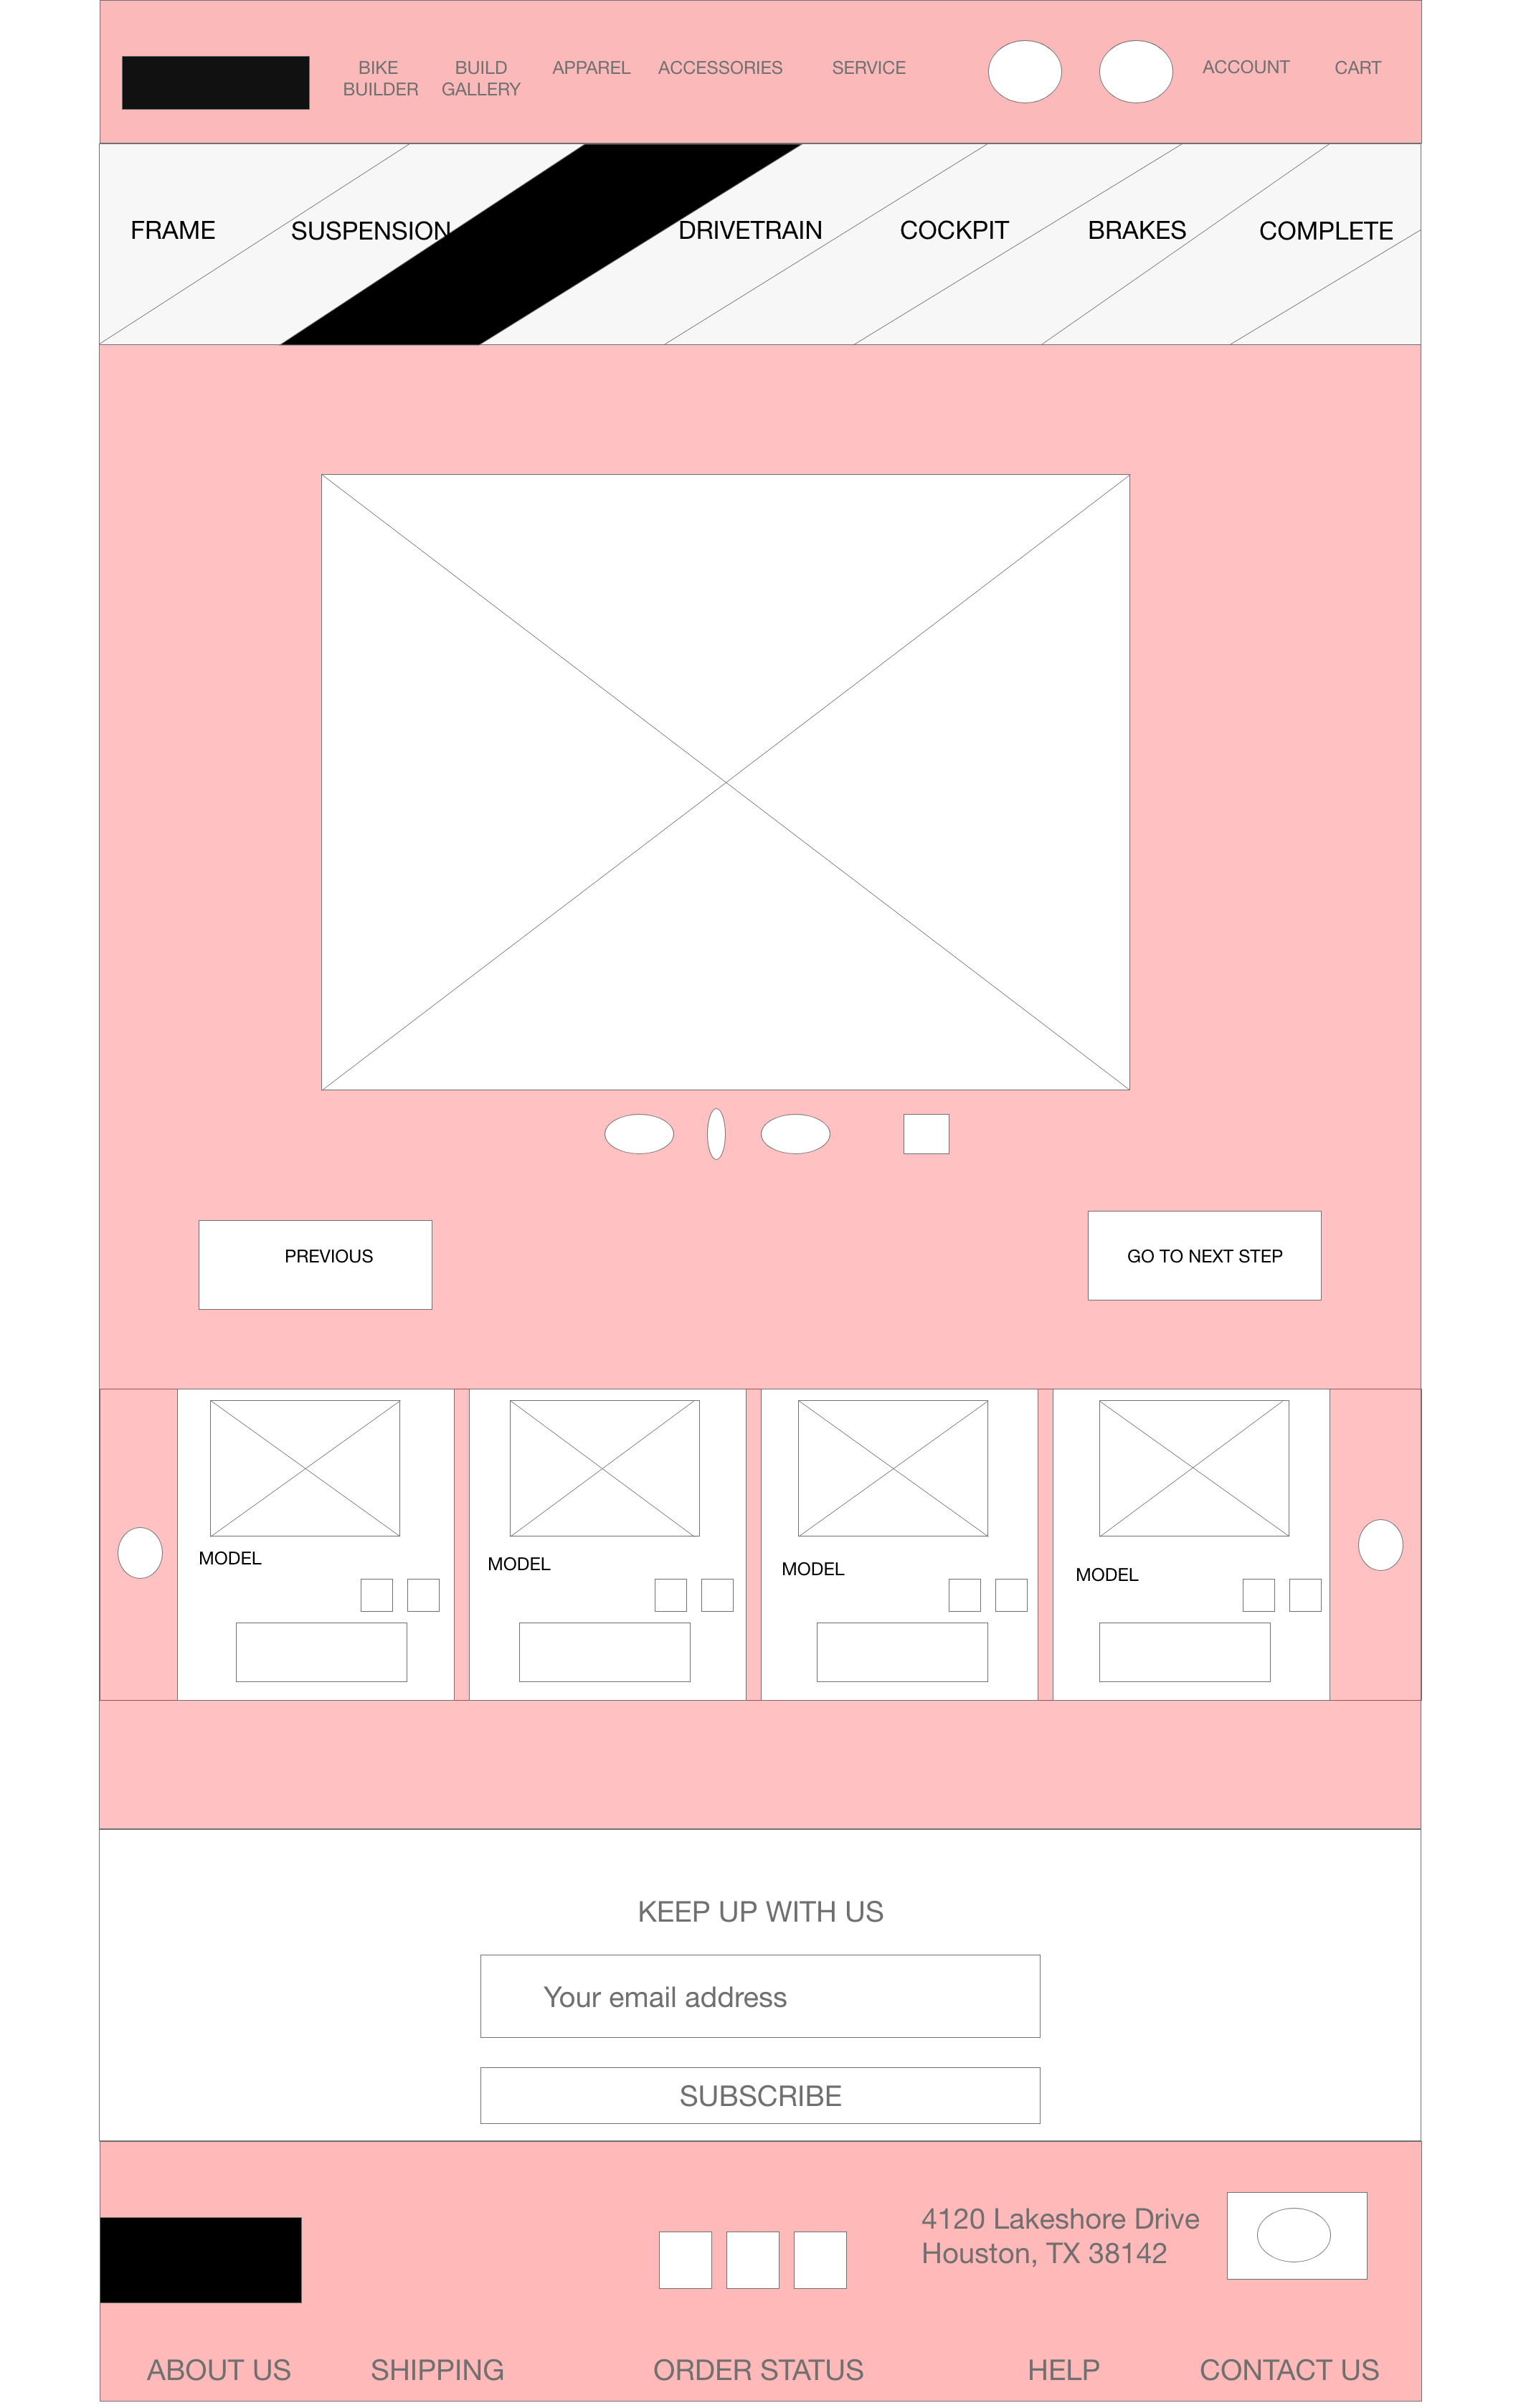 BIKE
BUILDER
BUILD
GALLERY
APPAREL
ACCESSORIES
SERVICE
ACCOUNT
CART
FRAME
SUSPENSION
DRIVETRAIN
COCKPIT
BRAKES
COMPLETE
PREVIOUS
GO TO NEXT STEP
MODEL
MODEL
MODEL
MODEL
KEEP UP WITH US
Your email address
SUBSCRIBE
4120 Lakeshore Drive
Houston, TX 38142
ABOUT US
SHIPPING
ORDER STATUS
HELP
CONTACT US